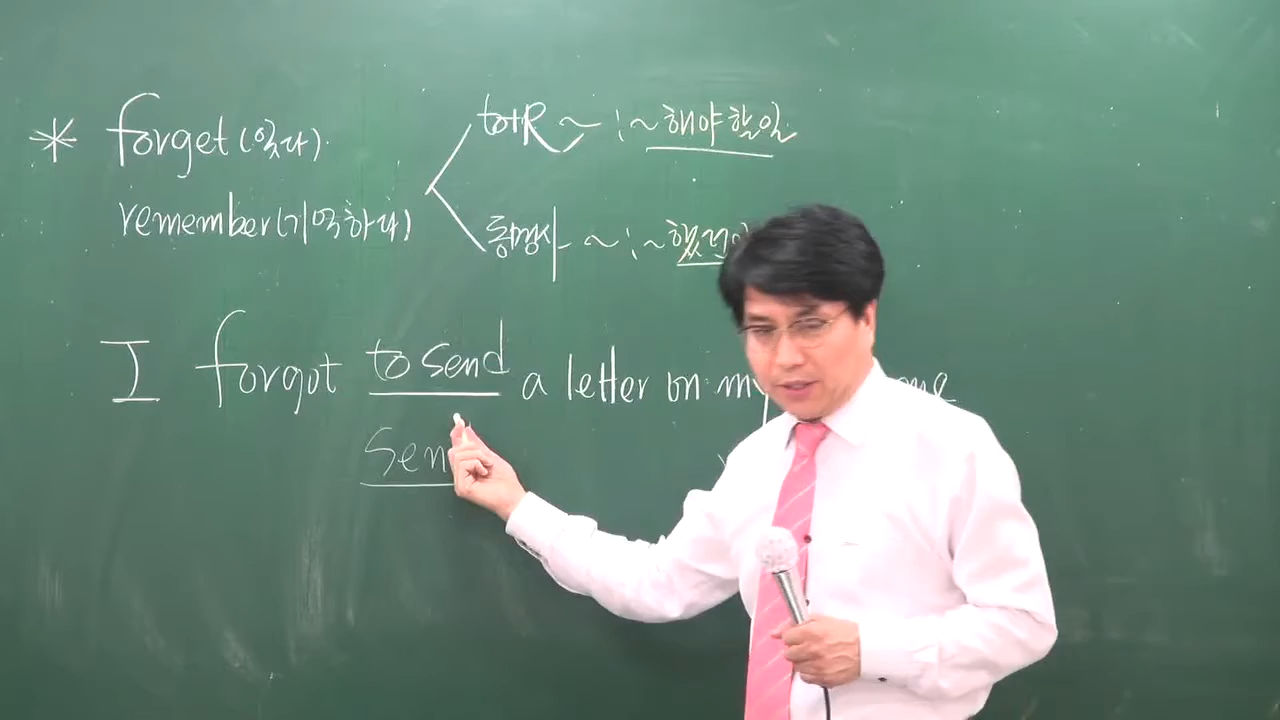 * forget (잊다)
remember (기억하다)
to+R ~ : ~해야할일
동명사 ~ : ~했던
I forgot to send a letter on my